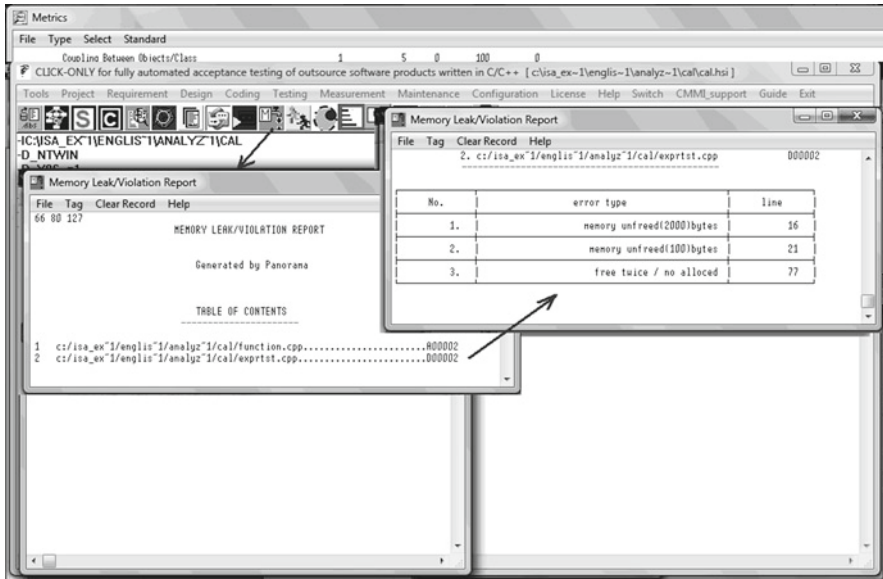 Metrics
File Type Select Standard
Coupling Between Objects/Class 1 5 0 100 0
CLICK-ONLY for fully automated acceptance testing of outsource software products written in C/C++ [ c:\isa_ex~1\englis~1\analyz~1\cal\cal.hsi ]
Tools Project Requirement Design Coding Testing Measurement Maintenance Configuration License Help Switch CMMI_support Guide Exit
-IC:\ISA_EX~1\ENGLIS~1\ANALYZ~1\CAL
-D_NTWIN
Memory Leak/Violation Report
File Tag Clear Record Help
66 80 127
MEMORY LEAK/VIOLATION REPORT
Generated by Panorama
TABLE OF CONTENTS
1 c:/isa_ex~1/englis~1/analyz~1/cal/function.cpp........................A00002
2 c:/isa_ex~1/englis~1/analyz~1/cal/exprtst.cpp.........................D00002
Memory Leak/Violation Report
File Tag Clear Record Help
2. c:/isa_ex~1/englis~1/analyz~1/cal/exprtst.cpp D00002
No. error type line
1. memory unfreed(2000)bytes 16
2. memory unfreed(100)bytes 21
3. free twice / no alloced 77